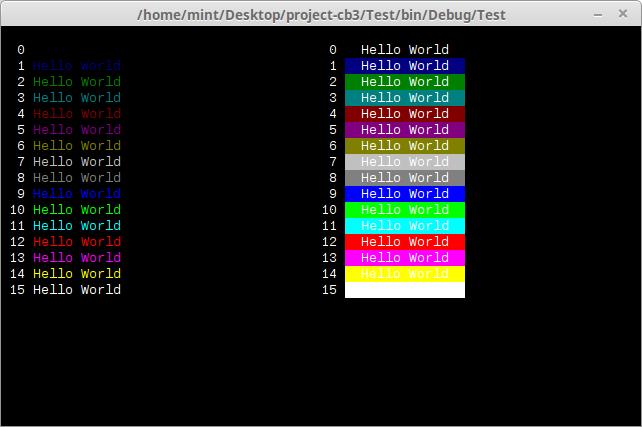 /home/mint/Desktop/project-cb3/Test/bin/Debug/Test
0 0 Hello World
1 Hello World 1 Hello World
2 Hello World 2 Hello World
3 Hello World 3 Hello World
4 Hello World 4 Hello World
5 Hello World 5 Hello World
6 Hello World 6 Hello World
7 Hello World 7 Hello World
8 Hello World 8 Hello World
9 Hello World 9 Hello World
10 Hello World 10 Hello World
11 Hello World 11 Hello World
12 Hello World 12 Hello World
13 Hello World 13 Hello World
14 Hello World 14 Hello World
15 Hello World 15